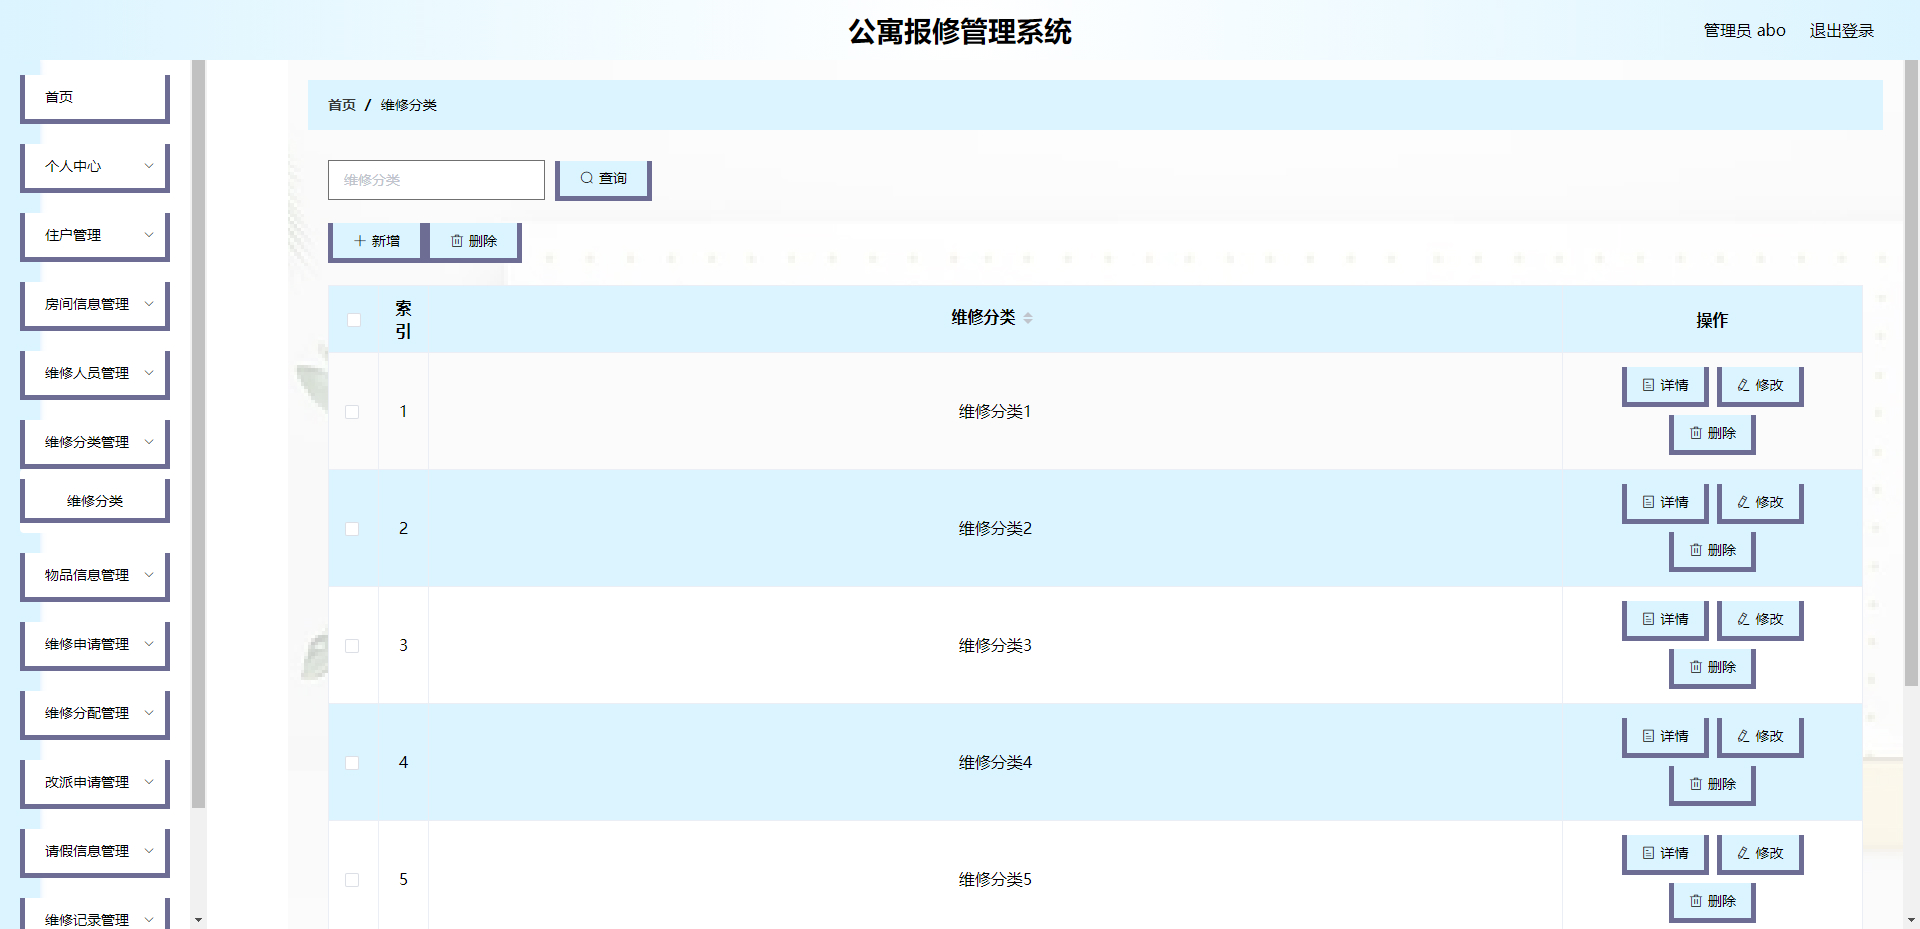 公寓报修管理系统
管理员 abo 退出登录
首页
个人中心
住户管理
房间信息管理
维修人员管理
维修分类管理
维修分类
物品信息管理
维修申请管理
维修分配管理
改派申请管理
请假信息管理
维修记录管理
首页 / 维修分类
维修分类 查询
新增 删除
索引 维修分类 操作
1 维修分类1 详情 修改
删除
2 维修分类2 详情 修改
删除
3 维修分类3 详情 修改
删除
4 维修分类4 详情 修改
删除
5 维修分类5 详情 修改
删除